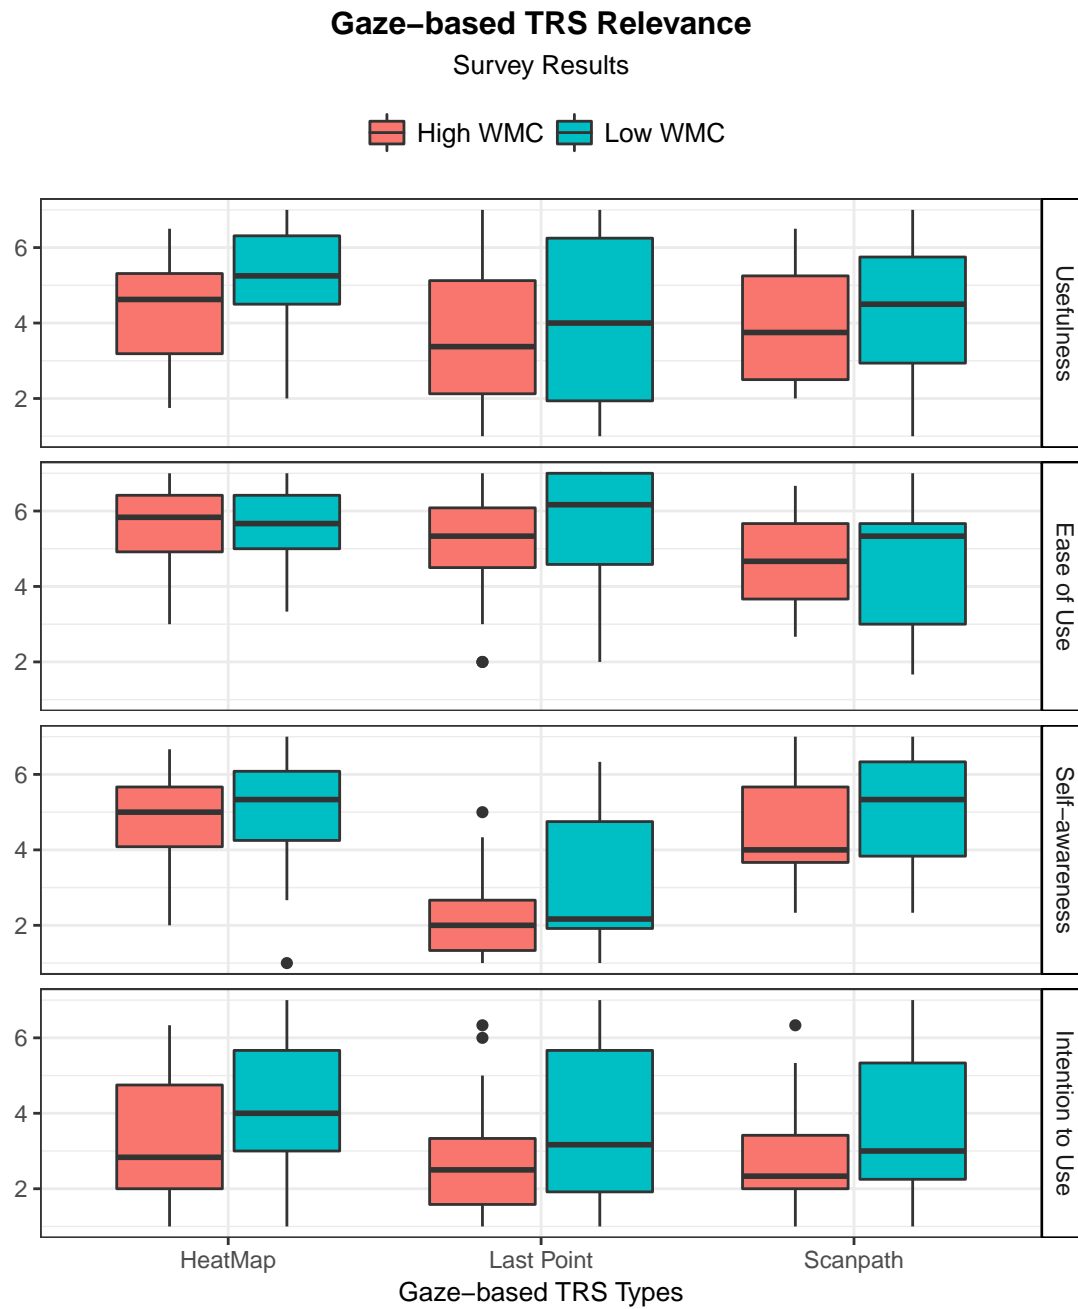 Gaze−based TRS Relevance
Survey Results
High WMC Low WMC
6
4
2
Usefulness
6
4
2
Ease of Use
6
4
2
Self−awareness
6
4
2
Intention to Use
HeatMap Last Point Scanpath
Gaze−based TRS Types